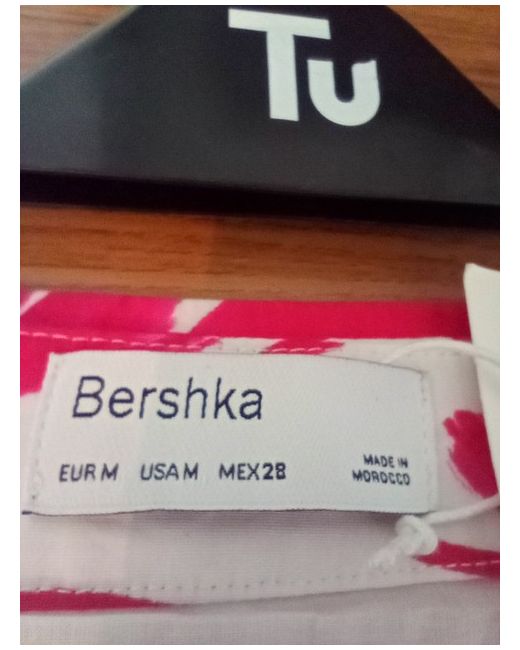 Tu
Bershka
EUR M USA M MEX 28
MADE IN
MOROCCO